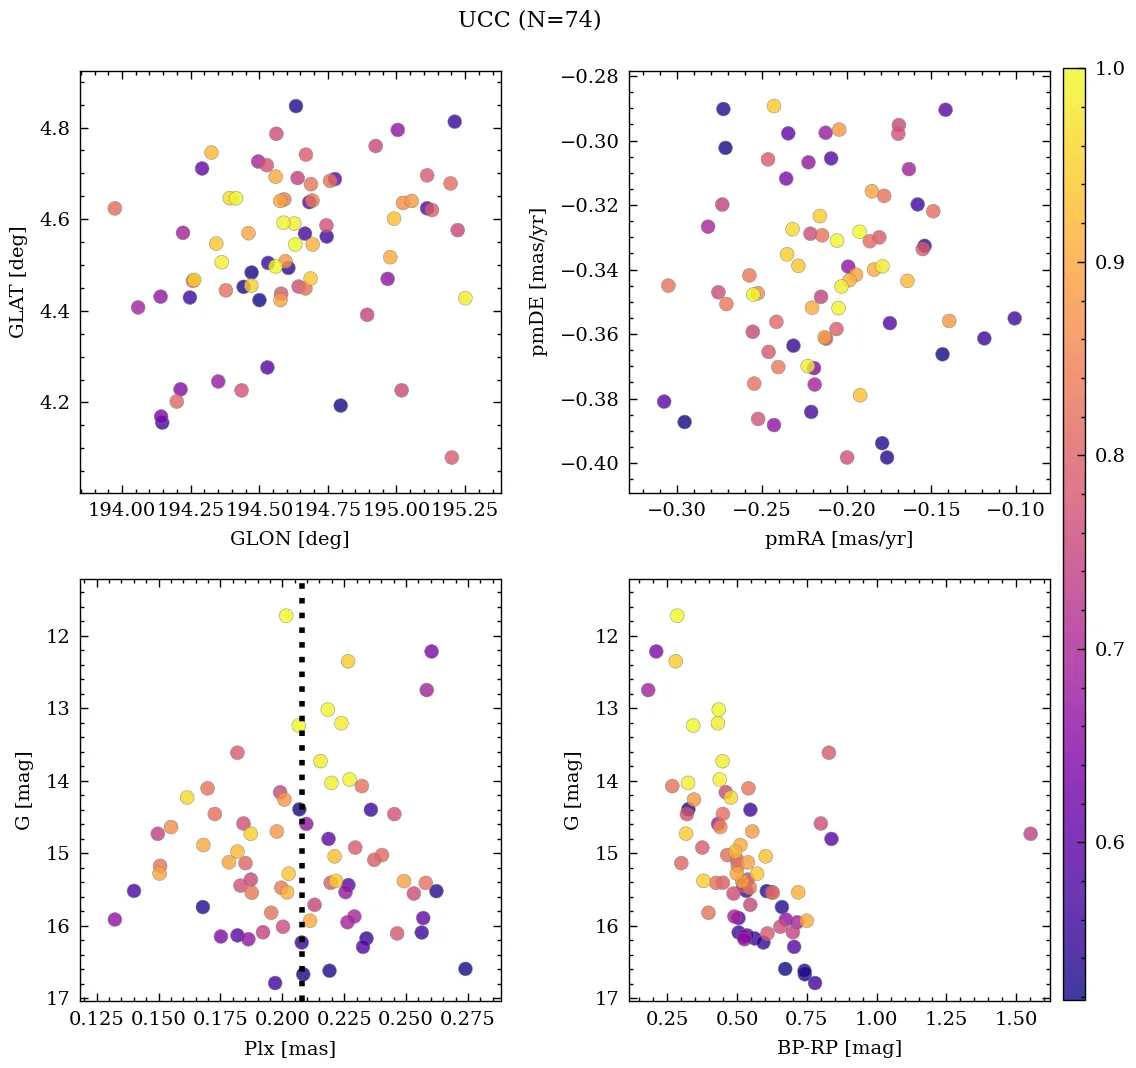 UCC (N=74)
4.8
4.6
4.4
4.2
GLAT [deg]
194.00 194.25 194.50 194.75 195.00 195.25
GLON [deg]
−0.28
−0.30
−0.32
−0.34
−0.36
−0.38
−0.40
pmDE [mas/yr]
−0.30 −0.25 −0.20 −0.15 −0.10
pmRA [mas/yr]
1.0
0.9
0.8
0.7
0.6
12
13
14
15
16
17
G [mag]
0.125 0.150 0.175 0.200 0.225 0.250 0.275
Plx [mas]
12
13
14
15
16
17
G [mag]
0.25 0.50 0.75 1.00 1.25 1.50
BP-RP [mag]